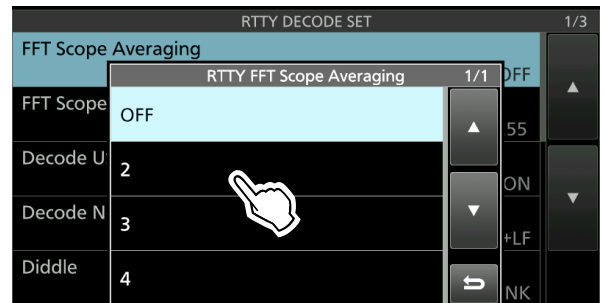 RTTY DECODE SET 1/3
FFT Scope Averaging
RTTY FFT Scope Averaging 1/1
OFF
FFT Scope
OFF
55
Decode U
2
ON
Decode N
3
+LF
Diddle
4
NK